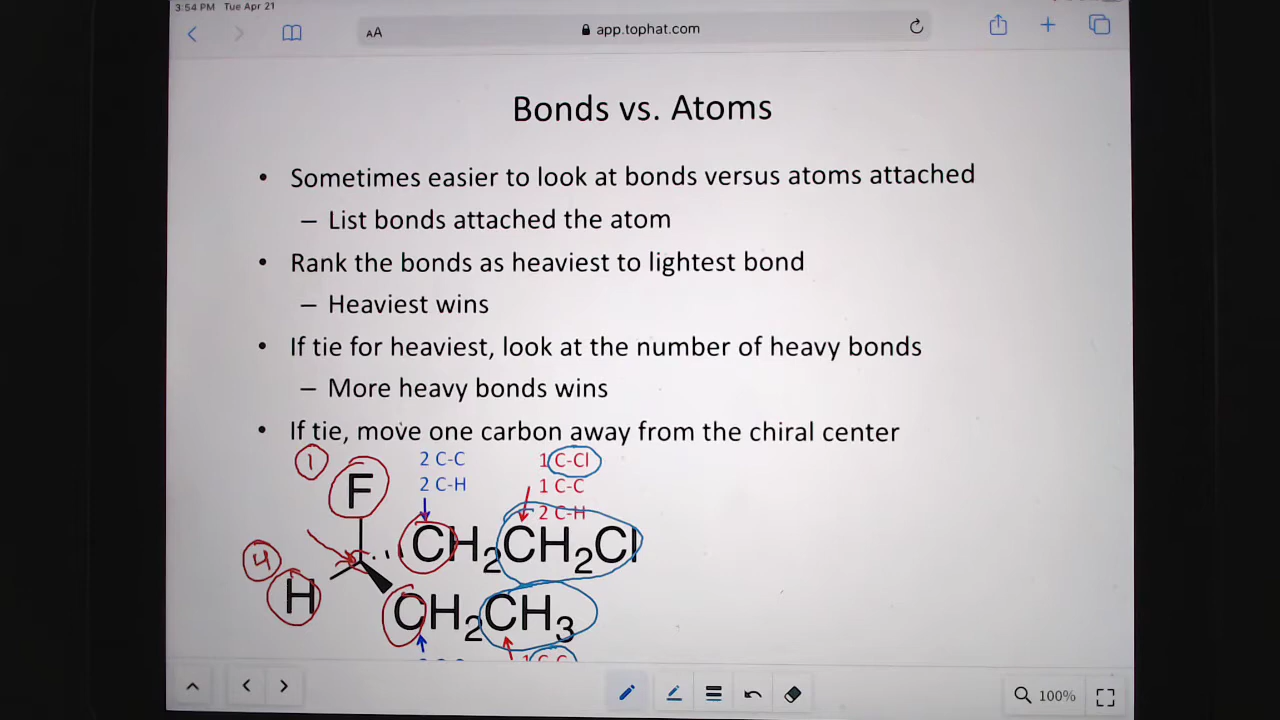 3:54 PM Tue Apr 21
AA app.tophat.com
Bonds vs. Atoms
• Sometimes easier to look at bonds versus atoms attached
– List bonds attached the atom
• Rank the bonds as heaviest to lightest bond
– Heaviest wins
• If tie for heaviest, look at the number of heavy bonds
– More heavy bonds wins
• If tie, move one carbon away from the chiral center
1
F
2 C-C
2 C-H
1 C-Cl
1 C-C
2 C-H
4
H
CH2CH2Cl
CH2CH3
100%